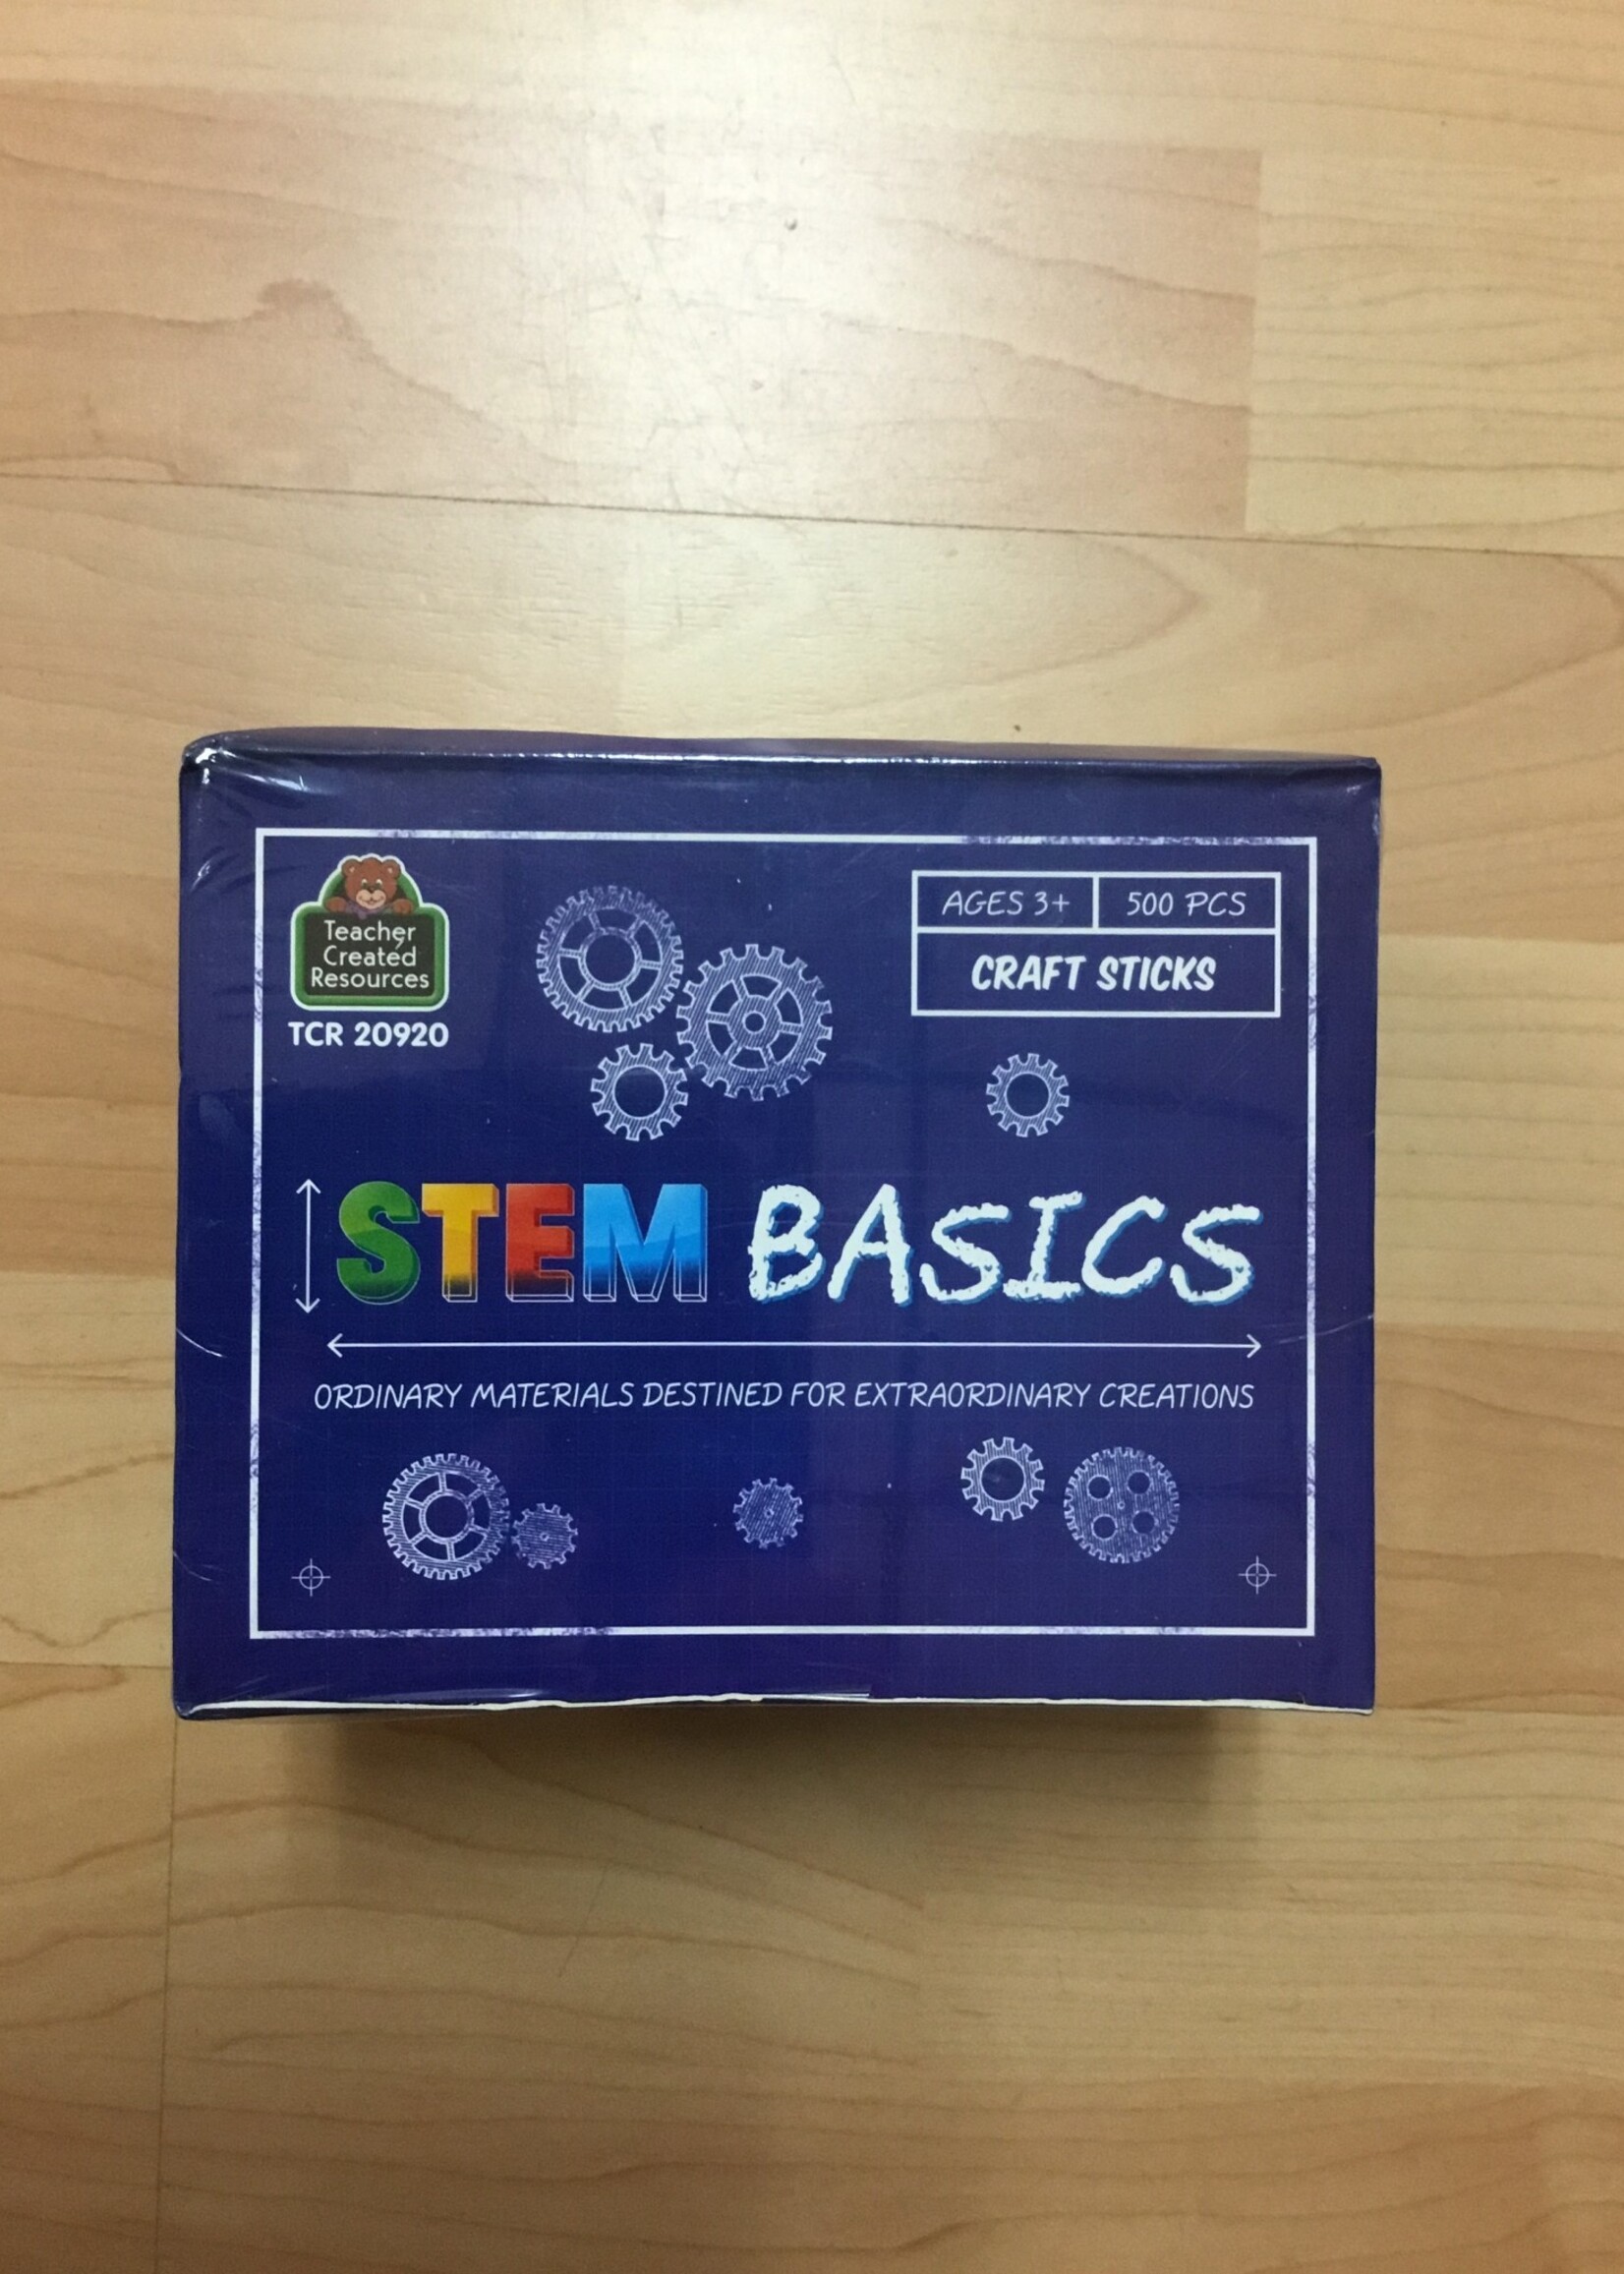 Teacher
Created
Resources
TCR 20920
AGES 3+ 500 PCS
CRAFT STICKS
STEM BASICS
ORDINARY MATERIALS DESTINED FOR EXTRAORDINARY CREATIONS